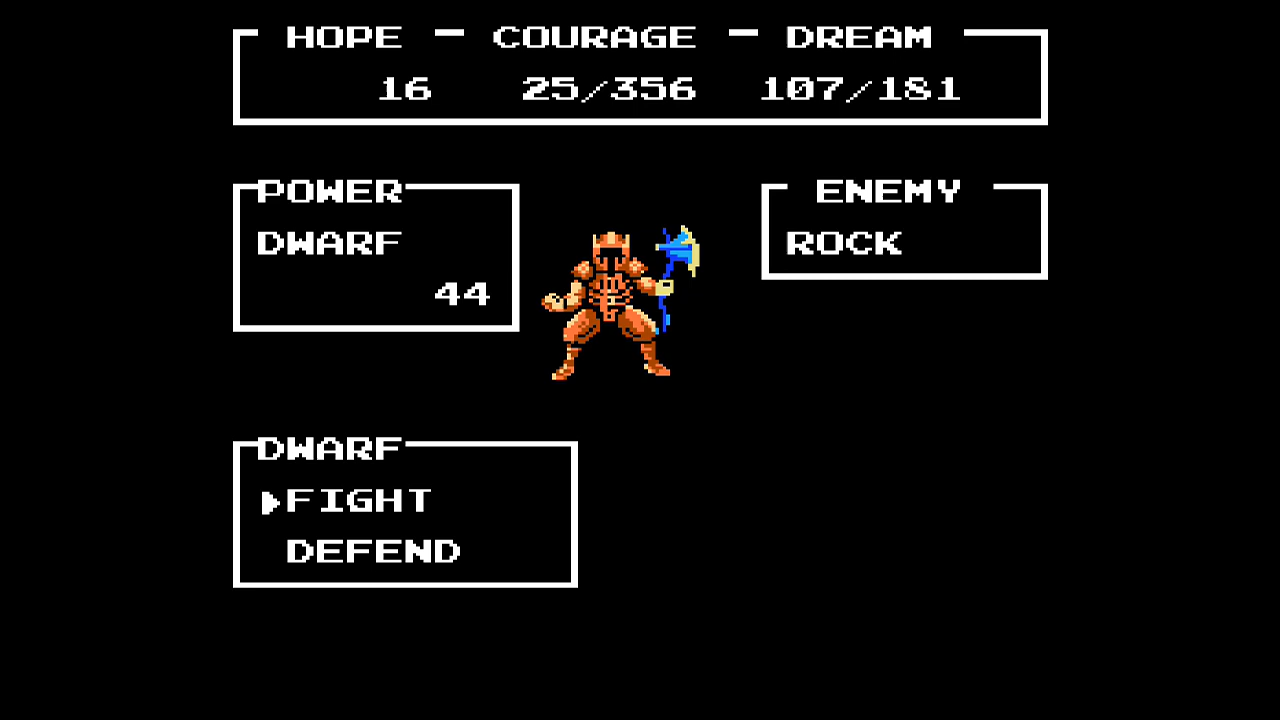 HOPE COURAGE DREAM
16 25/356 107/181
POWER
DWARF
44
ENEMY
ROCK
DWARF
FIGHT
DEFEND